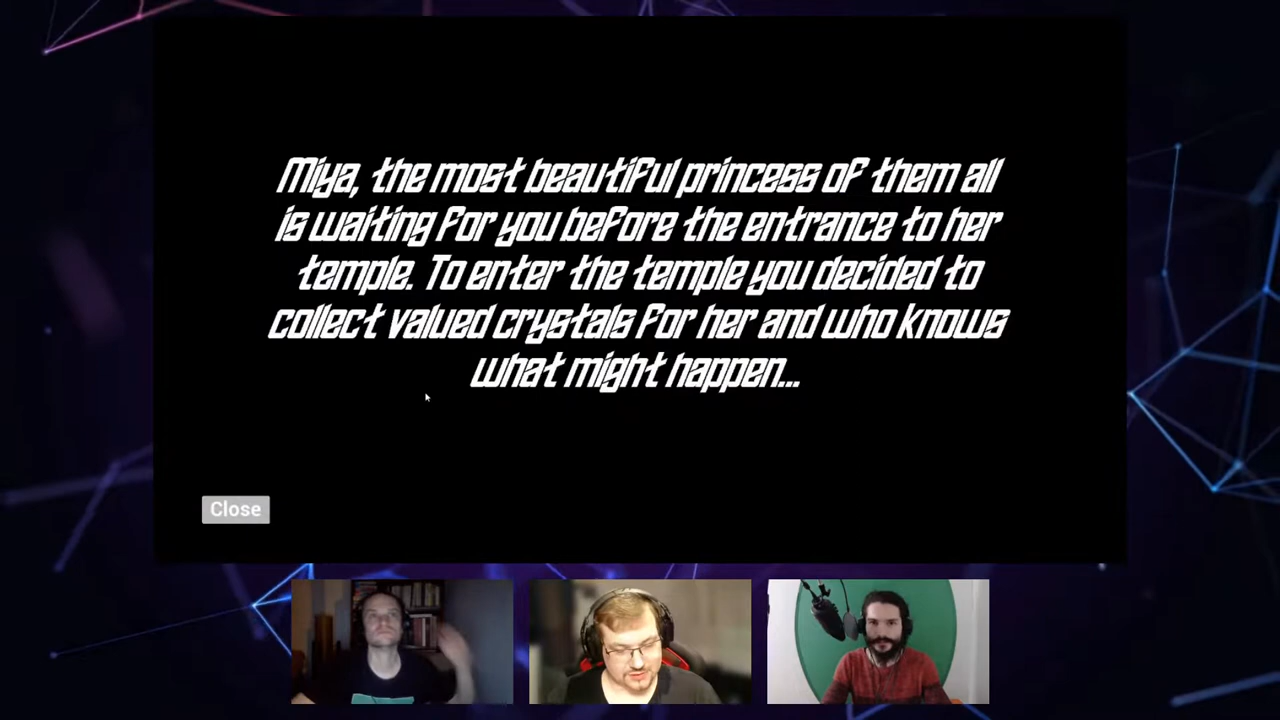 Miya, the most beautiful princess of them all
is waiting for you before the entrance to her
temple. To enter the temple you decided to
collect valued crystals for her and who knows
what might happen...
Close